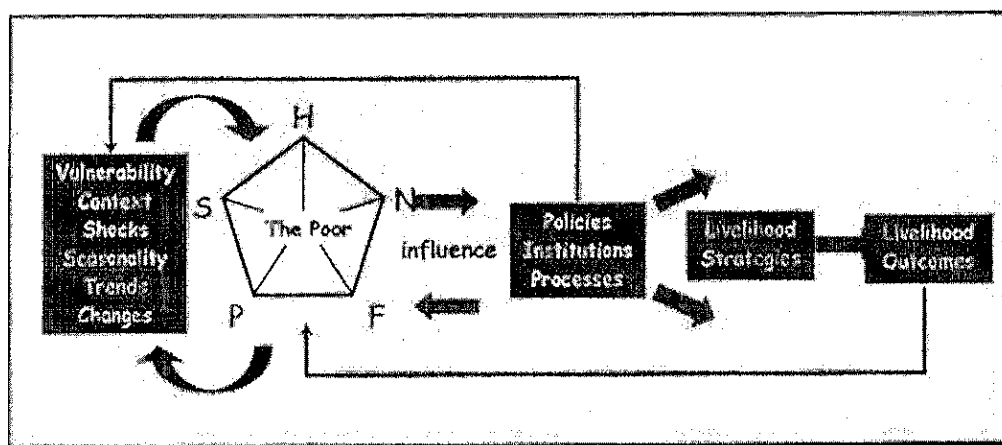 Vulnerability
Context
Shocks
Seasonality
Trends
Changes
H
S
N
The Poor
P
F
influence
Policies
Institutions
Processes
Livelihood
Strategies
Livelihood
Outcomes